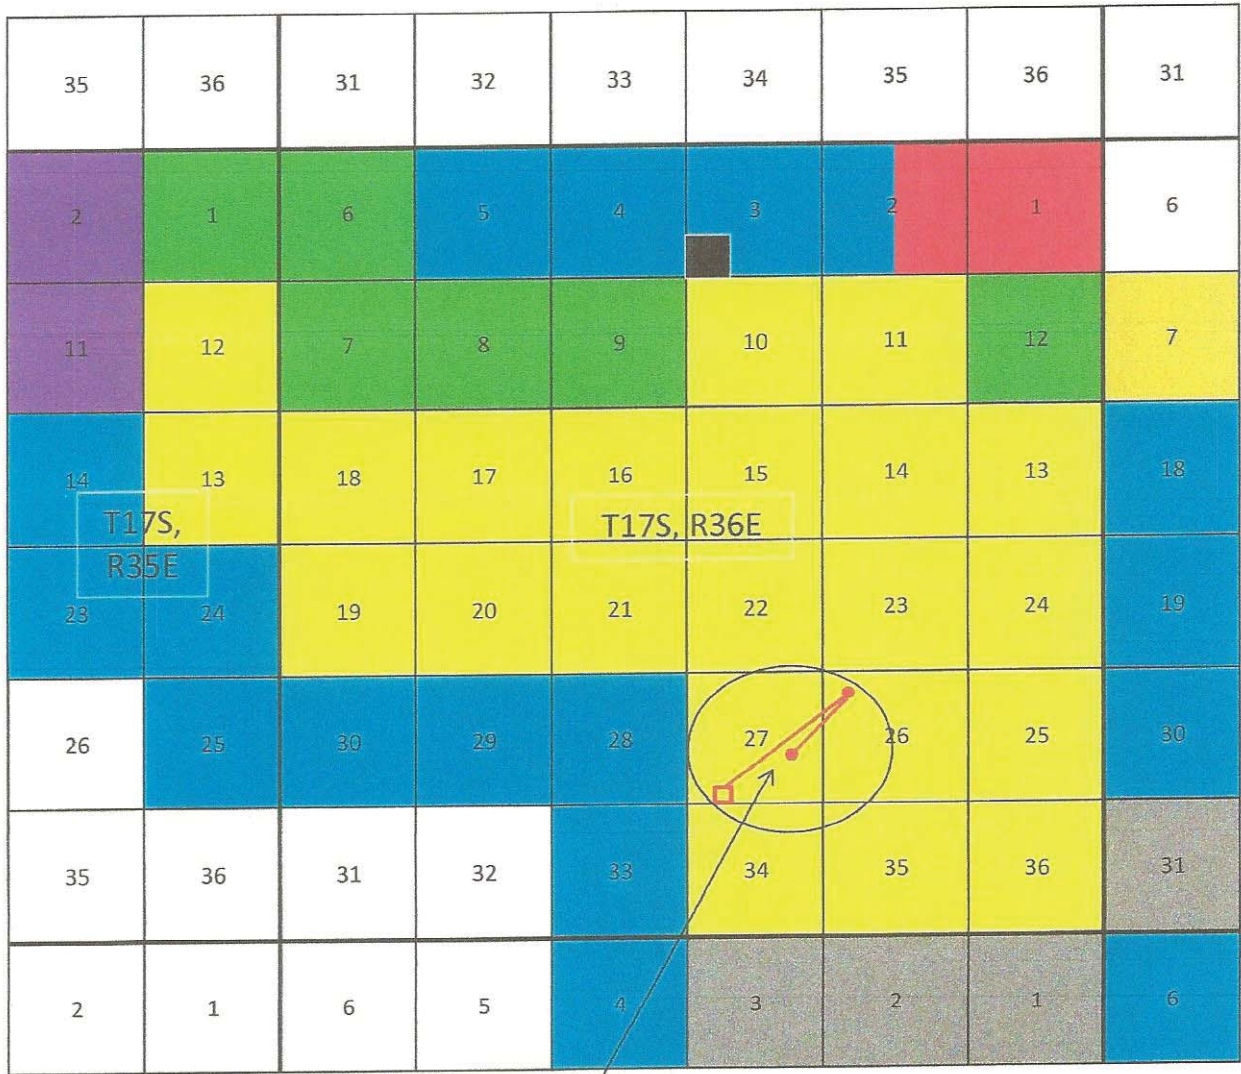 35 36 31 32 33 34 35 36 31
2 1 6 5 4 3 2 1 6
11 12 7 8 9 10 11 12 7
14 13 18 17 16 15 14 13 18
T17S,
R35E
T17S, R36E
23 24 19 20 21 22 23 24 19
26 25 30 29 28 27 26 25 30
35 36 31 32 33 34 35 36 31
2 1 6 5 4 3 2 1 6